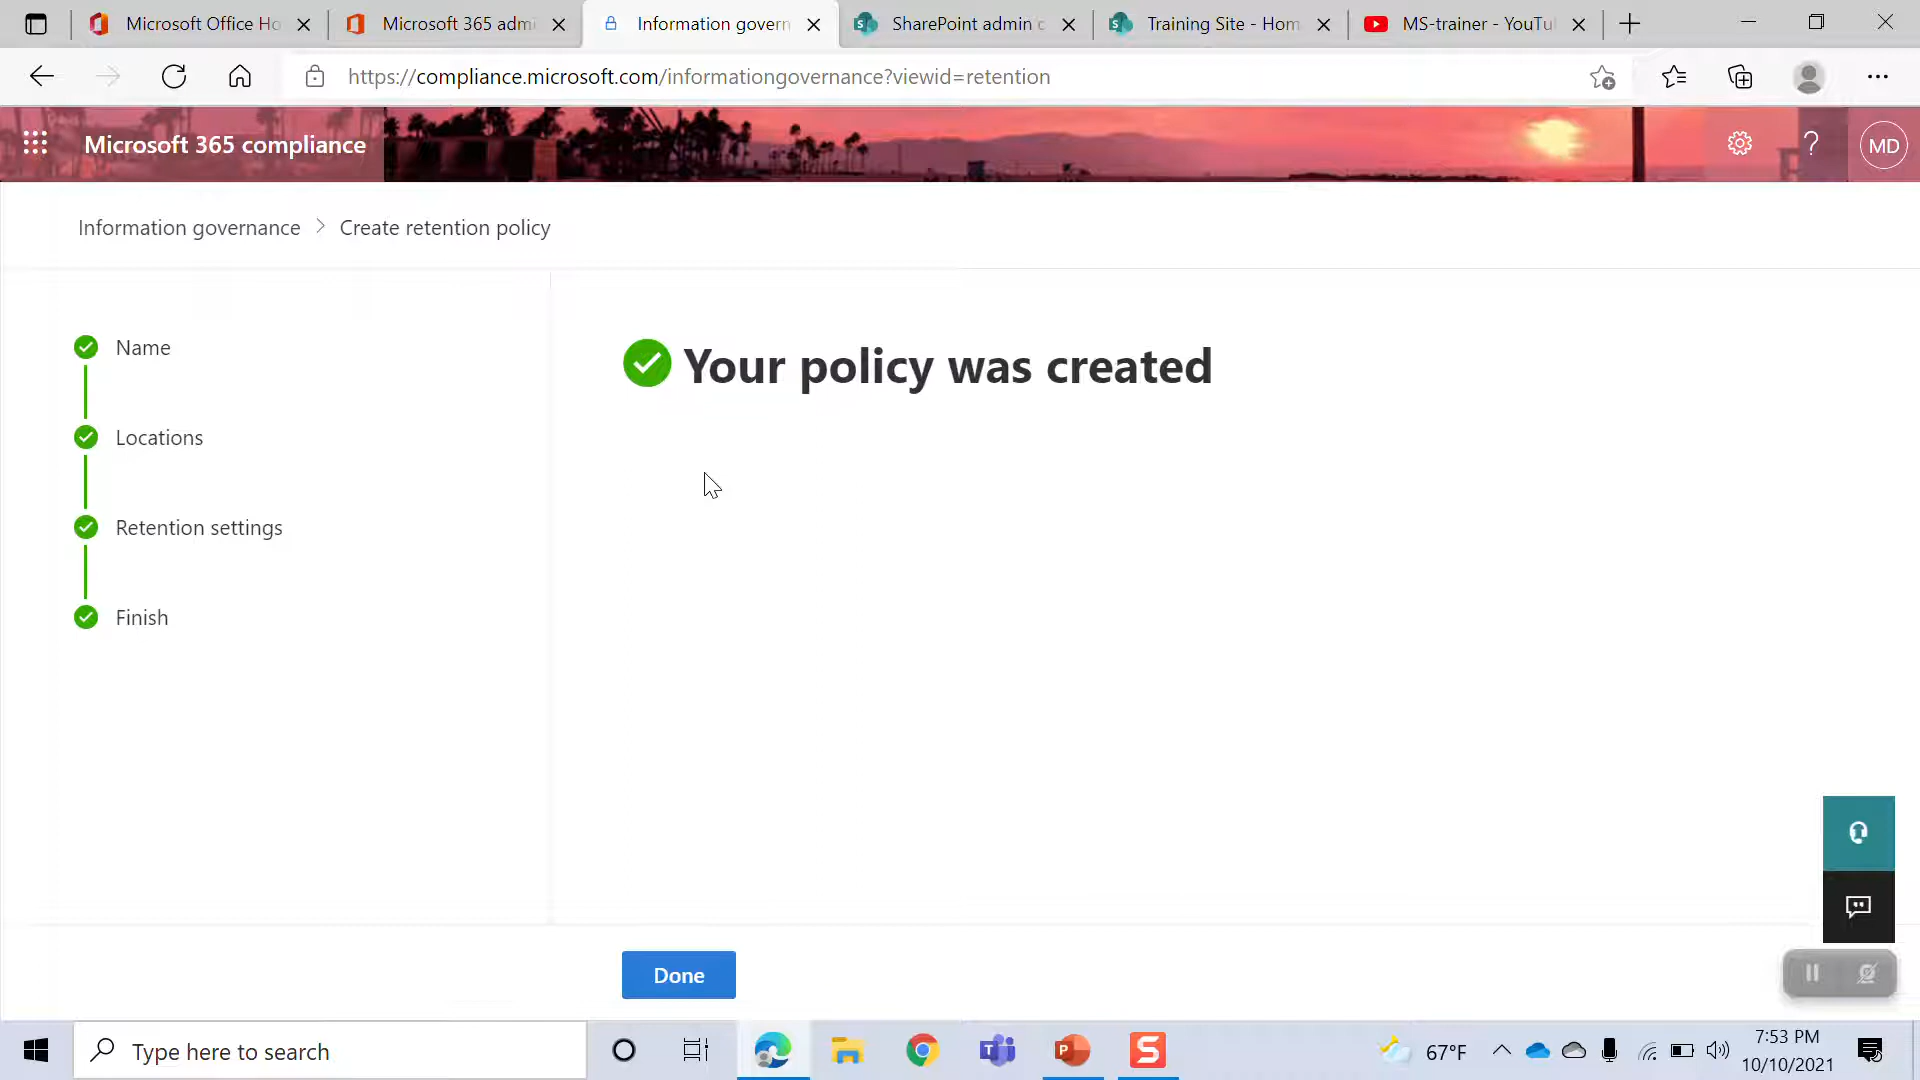 Microsoft Office Ho
Microsoft 365 admi
Information govern
SharePoint admin c
Training Site - Hom
MS-trainer - YouTu
https://compliance.microsoft.com/informationgovernance?viewid=retention
Microsoft 365 compliance
?
MD
Information governance > Create retention policy
Name
Locations
Retention settings
Finish
Your policy was created
Done
Type here to search
67°F
7:53 PM
10/10/2021